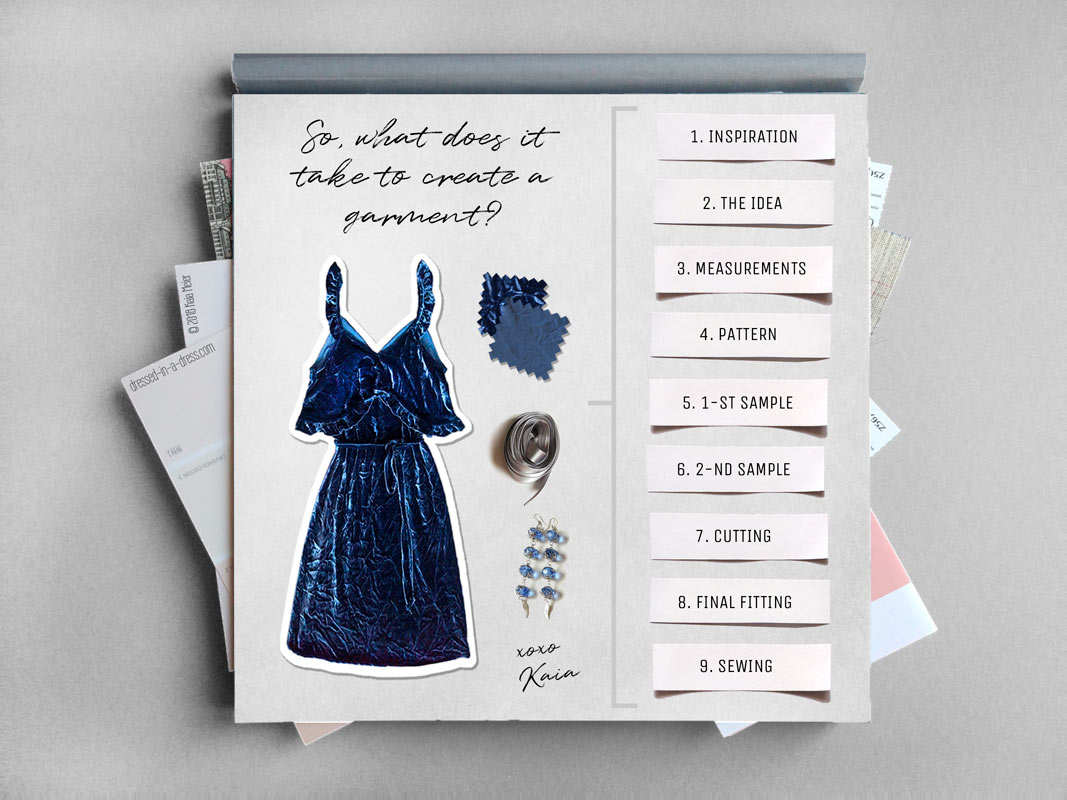 So, what does it
take to create a
garment?
xoxo
Kaia
1. INSPIRATION
2. THE IDEA
3. MEASUREMENTS
4. PATTERN
5. 1-ST SAMPLE
6. 2-ND SAMPLE
7. CUTTING
8. FINAL FITTING
9. SEWING
© 2018 Kaia Meier
dressed-in-a-dress.com